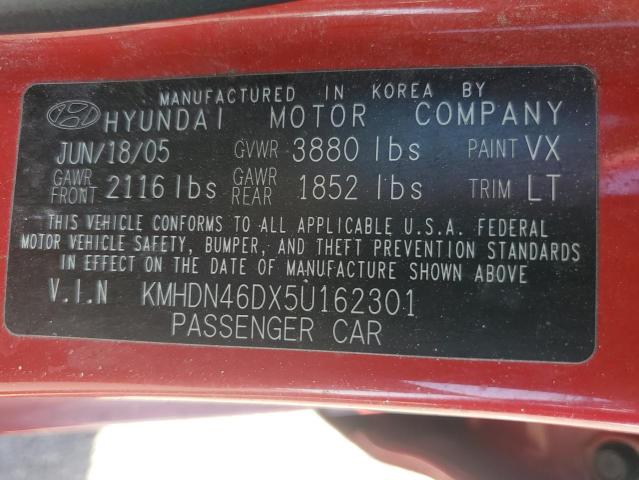 MANUFACTURED IN KOREA BY
HYUNDAI MOTOR COMPANY
JUN/18/05 GVWR 3880 lbs PAINT VX
GAWR FRONT 2116 lbs GAWR REAR 1852 lbs TRIM LT
THIS VEHICLE CONFORMS TO ALL APPLICABLE U.S.A. FEDERAL
MOTOR VEHICLE SAFETY, BUMPER, AND THEFT PREVENTION STANDARDS
IN EFFECT ON THE DATE OF MANUFACTURE SHOWN ABOVE
V.I.N KMHDN46DX5U162301
PASSENGER CAR